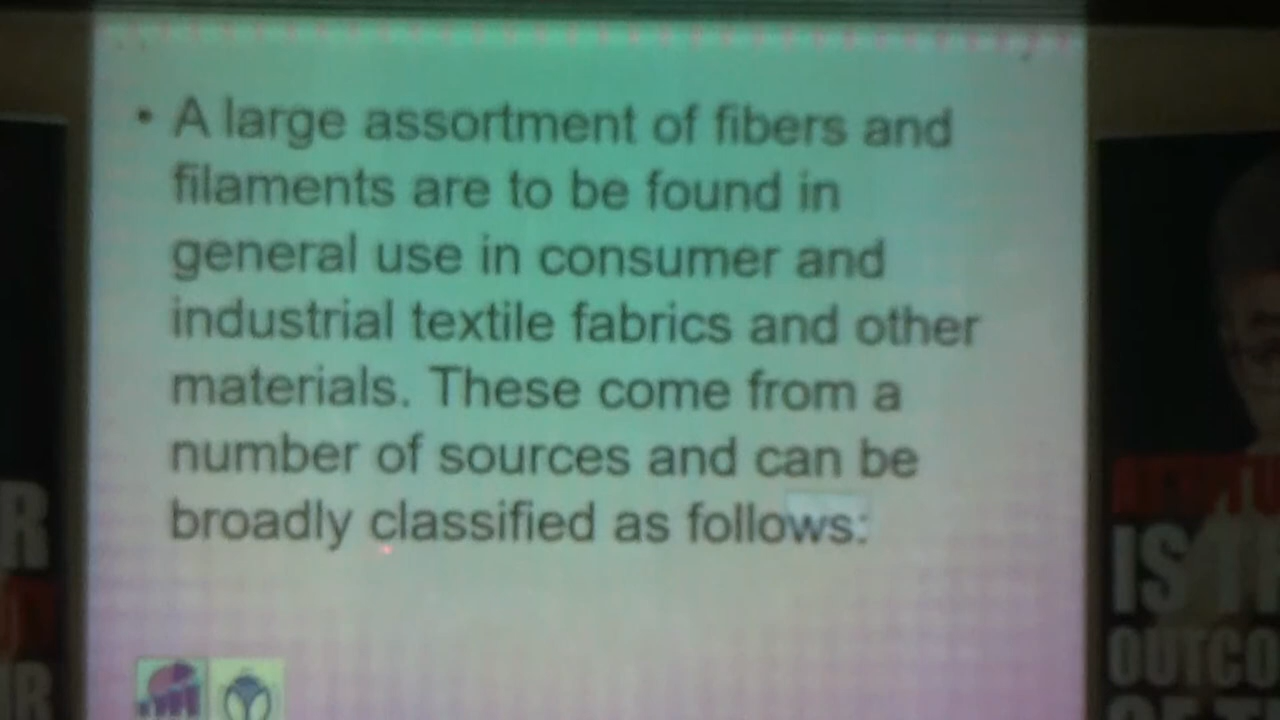 • A large assortment of fibers and
filaments are to be found in
general use in consumer and
industrial textile fabrics and other
materials. These come from a
number of sources and can be
broadly classified as follows:
R
R
IS